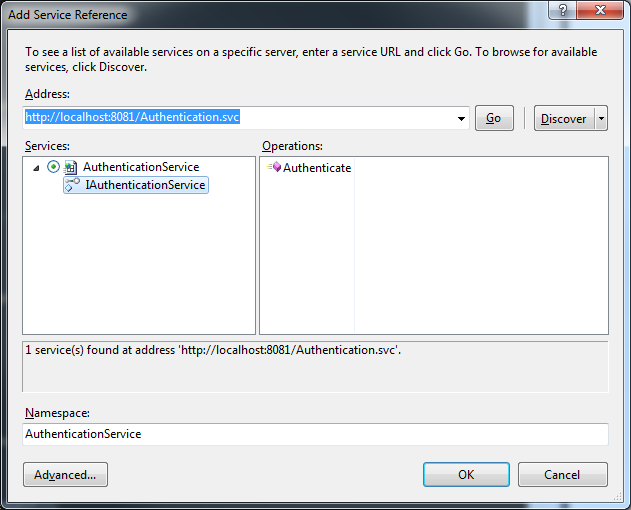 Add Service Reference
To see a list of available services on a specific server, enter a service URL and click Go. To browse for available
services, click Discover.
Address:
http://localhost:8081/Authentication.svc Go Discover
Services: Operations:
AuthenticationService Authenticate
IAuthenticationService
1 service(s) found at address 'http://localhost:8081/Authentication.svc'.
Namespace:
AuthenticationService
Advanced... OK Cancel